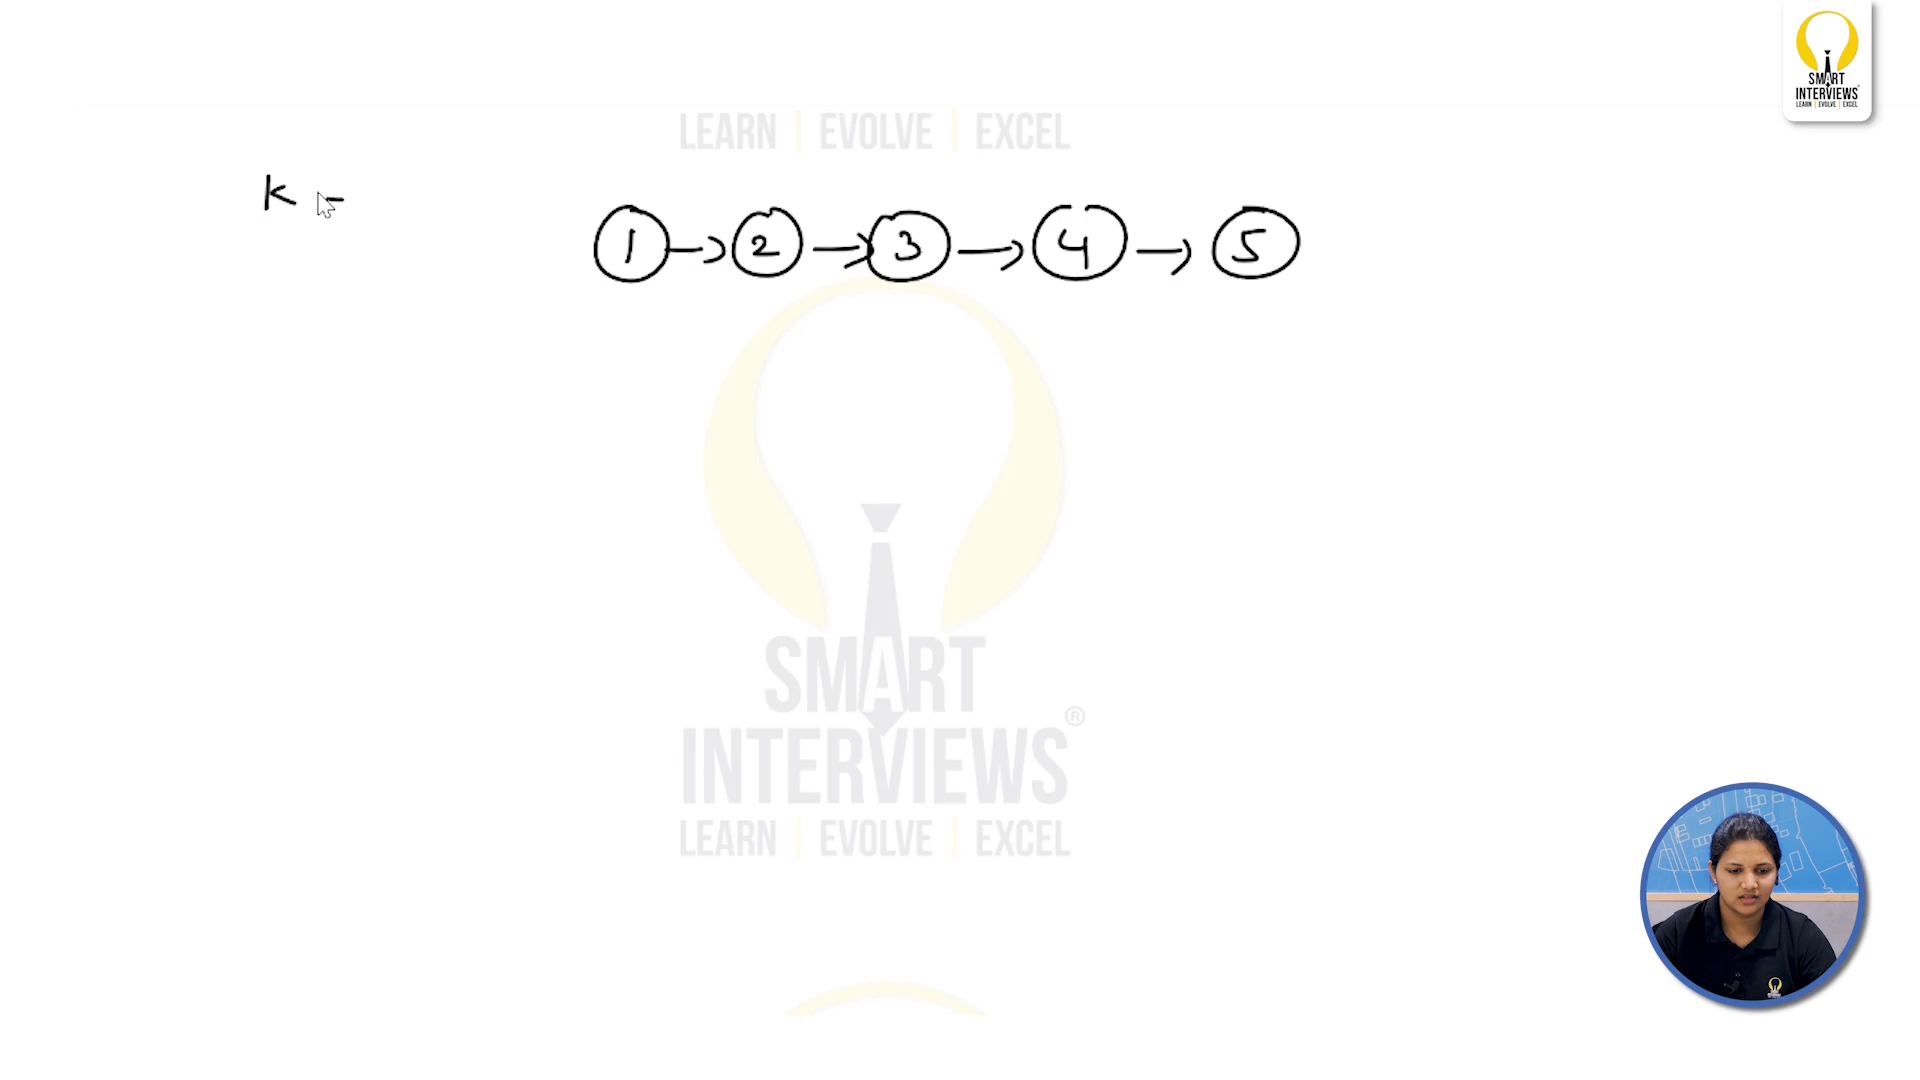 SMART
INTERVIEWS
LEARN | EVOLVE | EXCEL
LEARN | EVOLVE | EXCEL
K -
1 → 2 → 3 → 4 → 5
SMART
INTERVIEWS®
LEARN | EVOLVE | EXCEL